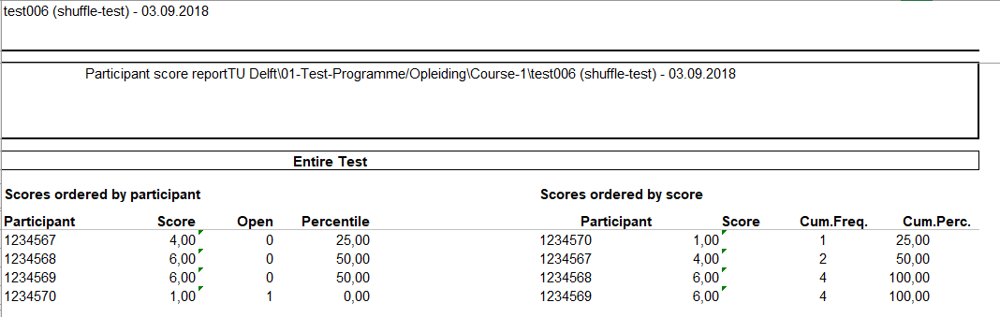 test006 (shuffle-test) - 03.09.2018
Participant score reportTU Delft\01-Test-Programme/Opleiding\Course-1\test006 (shuffle-test) - 03.09.2018
Entire Test
Scores ordered by participant Scores ordered by score
Participant Score Open Percentile Participant Score Cum.Freq. Cum.Perc.
1234567 4,00 0 25,00 1234570 1,00 1 25,00
1234568 6,00 0 50,00 1234567 4,00 2 50,00
1234569 6,00 0 50,00 1234568 6,00 4 100,00
1234570 1,00 1 0,00 1234569 6,00 4 100,00